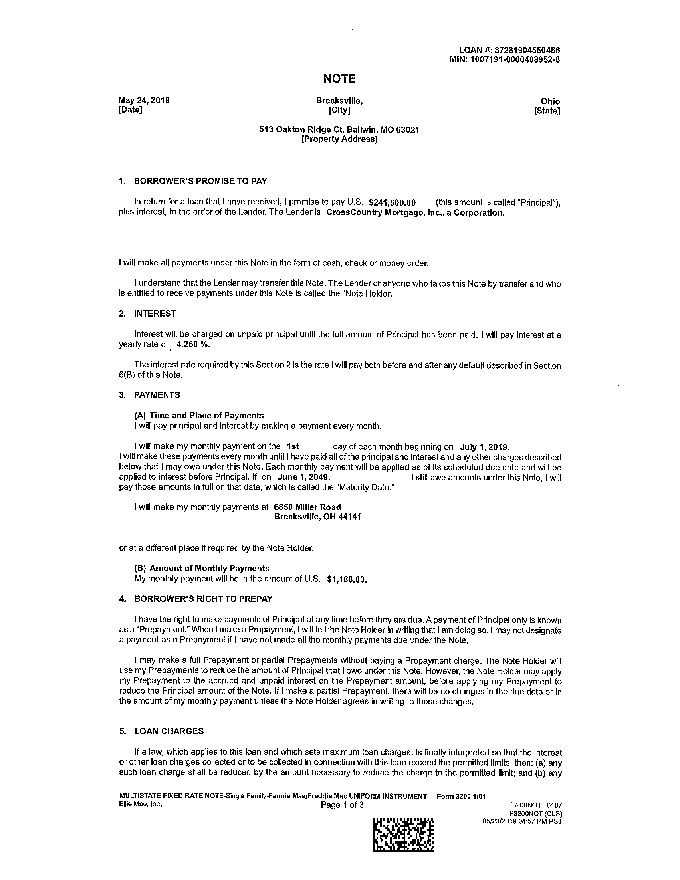 LOAN #: 37281904550466
MIN: 1007191-0000409952-6
NOTE
May 24, 2019 Brecksville, Ohio
[Date] [City] [State]
513 Oakton Ridge Ct, Ballwin, MO 63021
[Property Address]
1. BORROWER'S PROMISE TO PAY
In return for a loan that I have received, I promise to pay U.S. (this amount is called "Principal"),
plus interest, to the order of the Lender. The Lender is CrossCountry Mortgage, Inc., a Corporation.
I will make all payments under this Note in the form of cash, check or money order.
I understand that the Lender may transfer this Note. The Lender or anyone who takes this Note by transfer and who
is entitled to receive payments under this Note is called the "Note Holder.
2. INTEREST
Interest will be charged on unpaid principal until the full amount of Principal has been paid. I will pay interest at a
yearly rate of 4.250 %.
The interest rate required by this Section 2 is the rate I will pay both before and after any default described in Section
6(B) of this Note.
3. PAYMENTS
(A) Time and Place of Payments
I will pay principal and interest by making a payment every month.
I will make my monthly payment on the 1st day of each month beginning on July 1, 2019.
I will make these payments every month until I have paid all of the principal and interest and any other charges described
below that I may owe under this Note. Each monthly payment will be applied as of its scheduled due date and will be
applied to interest before Principal. If, on June 1, 2049, I still owe amounts under this Note, I will
pay those amounts in full on that date, which is called the "Maturity Date."
I will make my monthly payments at 6850 Miller Road
Brecksville, OH 44141
or at a different place if required by the Note Holder.
(B) Amount of Monthly Payments
My monthly payment will be in the amount of U.S.
4. BORROWER'S RIGHT TO PREPAY
I have the right to make payments of Principal at any time before they are due. A payment of Principal only is known
as a "Prepayment." When I make a Prepayment, I will tell the Note Holder in writing that I am doing so. I may not designate
a payment as a Prepayment if I have not made all the monthly payments due under the Note.
I may make a full Prepayment or partial Prepayments without paying a Prepayment charge. The Note Holder will
use my Prepayments to reduce the amount of Principal that I owe under this Note. However, the Note Holder may apply
my Prepayment to the accrued and unpaid interest on the Prepayment amount, before applying my Prepayment to
reduce the Principal amount of the Note. If I make a partial Prepayment, there will be no changes in the due date or in
the amount of my monthly payment unless the Note Holder agrees in writing to those changes.
5. LOAN CHARGES
If a law, which applies to this loan and which sets maximum loan charges, is finally interpreted so that the interest
or other loan charges collected or to be collected in connection with this loan exceed the permitted limits, then: (a) any
such loan charge shall be reduced by the amount necessary to reduce the charge to the permitted limit; and (b) any
MULTISTATE FIXED RATE NOTE-Single Family-Fannie Mae/Freddie Mac UNIFORM INSTRUMENT Form 3200 1/01
Ellie Mae, Inc. Page 1 of 3